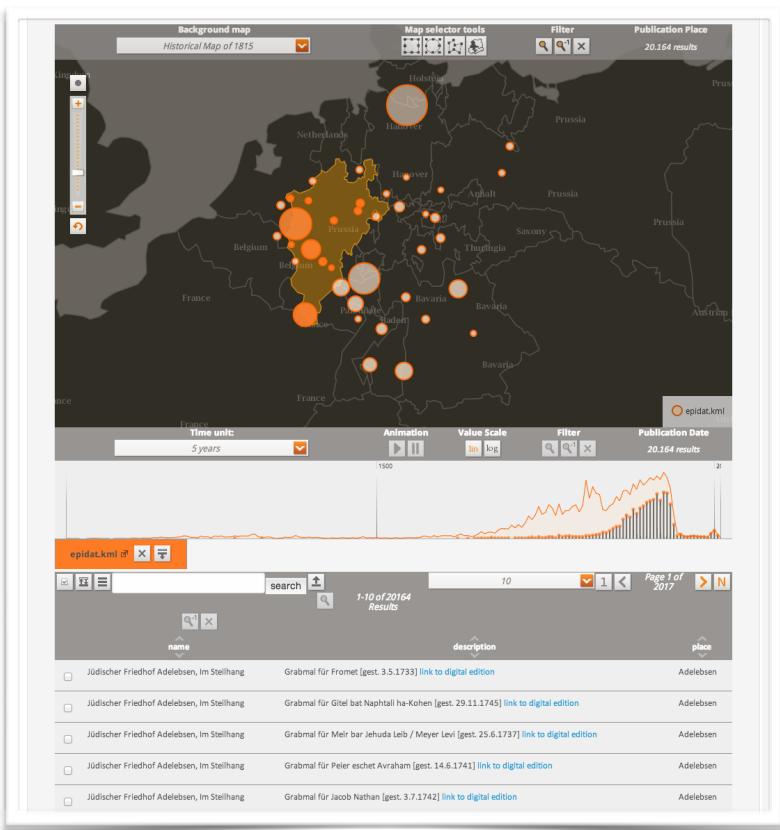 Background map
Historical Map of 1815
Map selector tools
Filter
-1
Publication Place
20.164 results
Holstein
Prussia
Netherlands
Hanover
Hanover
Anhalt
Prussia
Prussia
Prussia
Saxony
Belgium
Thuringia
Belgium
France
Bavaria
Bavaria
Baden
Austrian
Bavaria
France
France
epidat.kml
Time unit:
5 years
Animation
Value Scale
lin log
Filter
-1
Publication Date
20.164 results
1500
epidat.kml
search
1-10 of 20164
Results
10
1
Page 1 of
2017
N
-1
name description place
Jüdischer Friedhof Adelebsen, Im Steilhang Grabmal für Fromet [gest. 3.5.1733] link to digital edition Adelebsen
Jüdischer Friedhof Adelebsen, Im Steilhang Grabmal für Gitel bat Naphtali ha-Kohen [gest. 29.11.1745] link to digital edition Adelebsen
Jüdischer Friedhof Adelebsen, Im Steilhang Grabmal für Meir bar Jehuda Leib / Meyer Levi [gest. 25.6.1737] link to digital edition Adelebsen
Jüdischer Friedhof Adelebsen, Im Steilhang Grabmal für Peier eschet Avraham [gest. 14.6.1741] link to digital edition Adelebsen
Jüdischer Friedhof Adelebsen, Im Steilhang Grabmal für Jacob Nathan [gest. 3.7.1742] link to digital edition Adelebsen